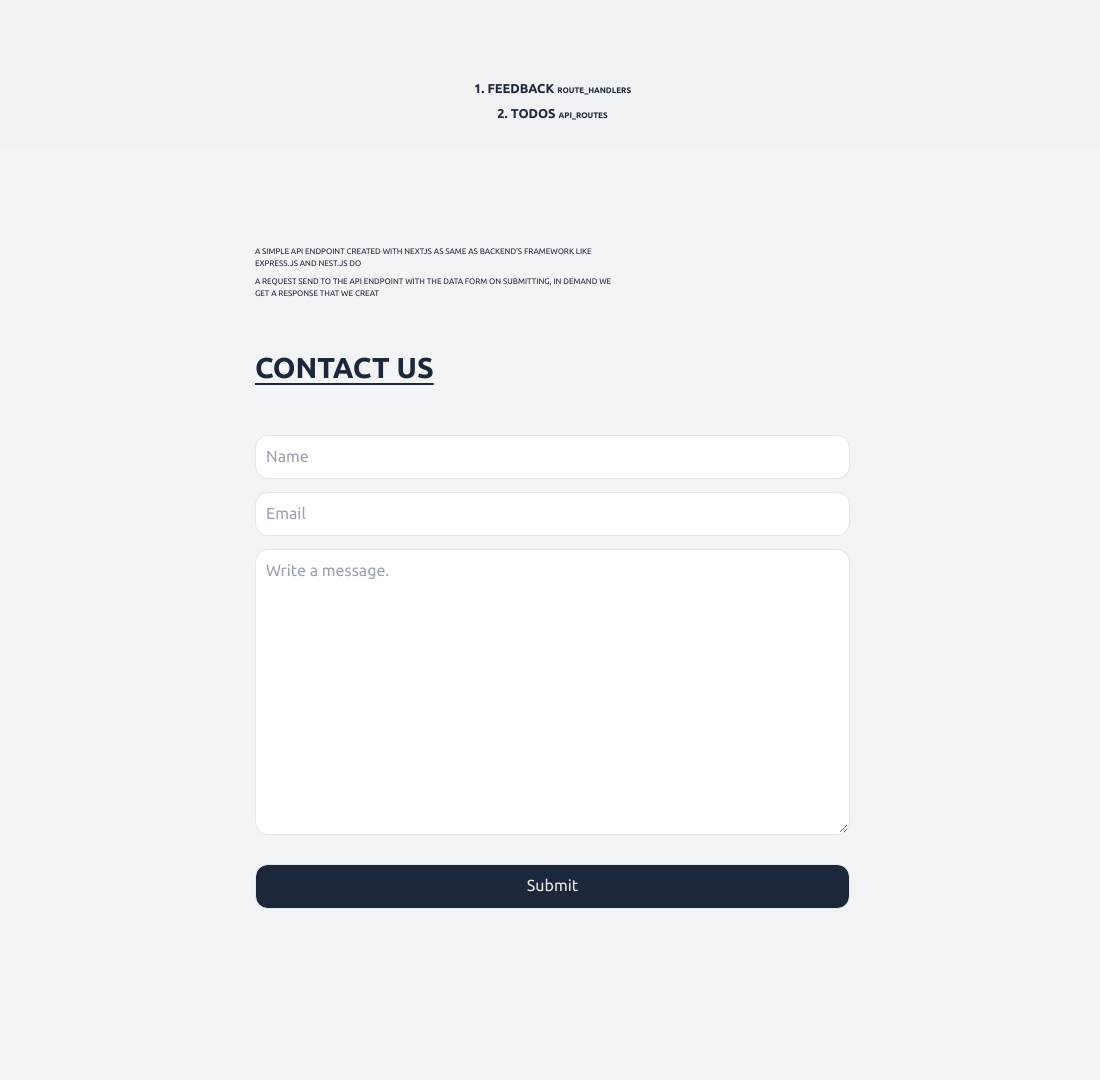 1. FEEDBACK ROUTE_HANDLERS
2. TODOS API_ROUTES
A SIMPLE API ENDPOINT CREATED WITH NEXTJS AS SAME AS BACKEND'S FRAMEWORK LIKE
EXPRESS.JS AND NEST.JS DO
A REQUEST SEND TO THE API ENDPOINT WITH THE DATA FORM ON SUBMITTING, IN DEMAND WE
GET A RESPONSE THAT WE CREAT
CONTACT US
Name
Email
Write a message.
Submit